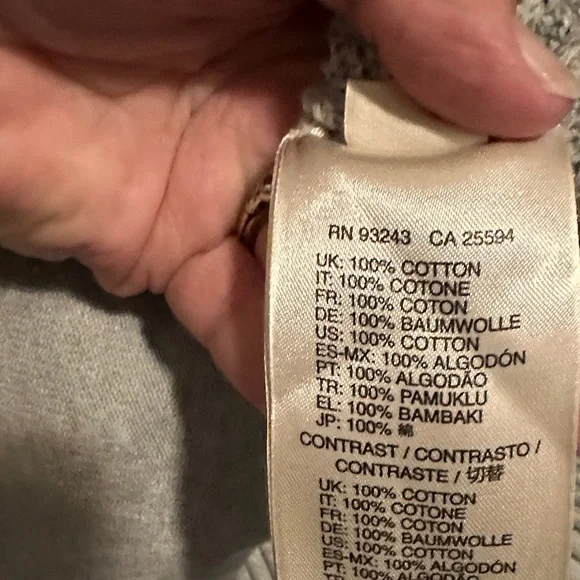 RN 93243 CA 25594
UK: 100% COTTON
IT: 100% COTONE
FR: 100% COTON
DE: 100% BAUMWOLLE
US: 100% COTTON
ES-MX: 100% ALGODÓN
PT: 100% ALGODÃO
TR: 100% PAMUKLU
EL: 100% BAMBAKI
JP: 100% 綿
CONTRAST / CONTRASTO /
CONTRASTE / 切替
UK: 100% COTTON
IT: 100% COTONE
FR: 100% COTON
DE: 100% BAUMWOLLE
US: 100% COTTON
ES-MX: 100% ALGODÓN
PT: 100% ALGODÃO